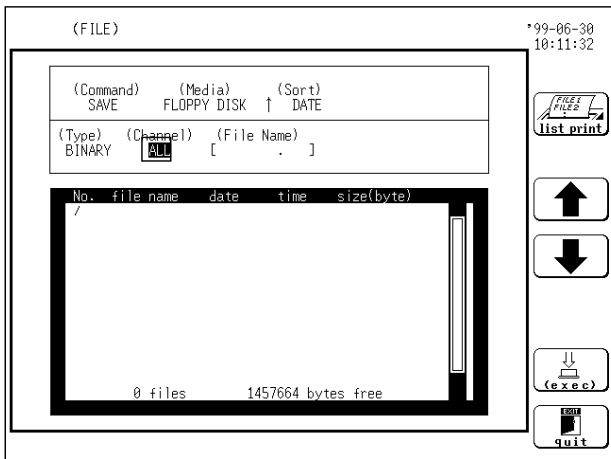 (FILE)
'99-06-30
10:11:32
(Command) (Media) (Sort)
SAVE FLOPPY DISK ↑ DATE
(Type) (Channel) (File Name)
BINARY ALL [ . ]
No. file name date time size(byte)
/
0 files 1457664 bytes free
FILE1
FILE2
list print
(exec)
EXIT
quit